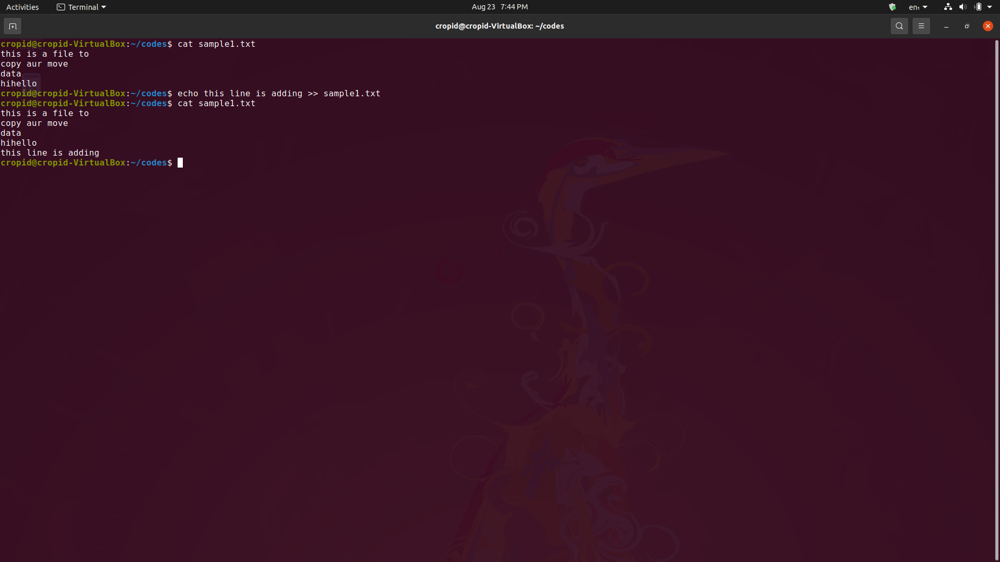 Activities Terminal Aug 23 7:44 PM en₁
cropid@cropid-VirtualBox: ~/codes
cropid@cropid-VirtualBox:~/codes$ cat sample1.txt
this is a file to
copy aur move
data
hihello
cropid@cropid-VirtualBox:~/codes$ echo this line is adding >> sample1.txt
cropid@cropid-VirtualBox:~/codes$ cat sample1.txt
this is a file to
copy aur move
data
hihello
this line is adding
cropid@cropid-VirtualBox:~/codes$